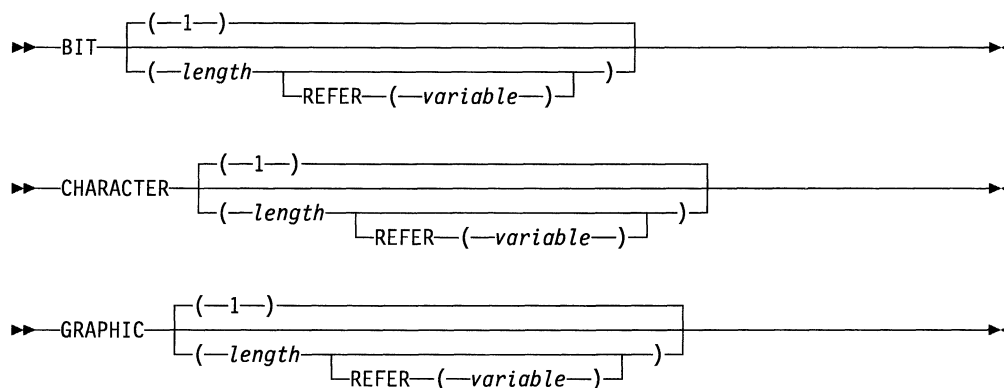 (—1—)
▶▶—BIT—▶◀
(—length—)
REFER—(—variable—)
(—1—)
▶▶—CHARACTER—▶◀
(—length—)
REFER—(—variable—)
(—1—)
▶▶—GRAPHIC—▶◀
(—length—)
REFER—(—variable—)